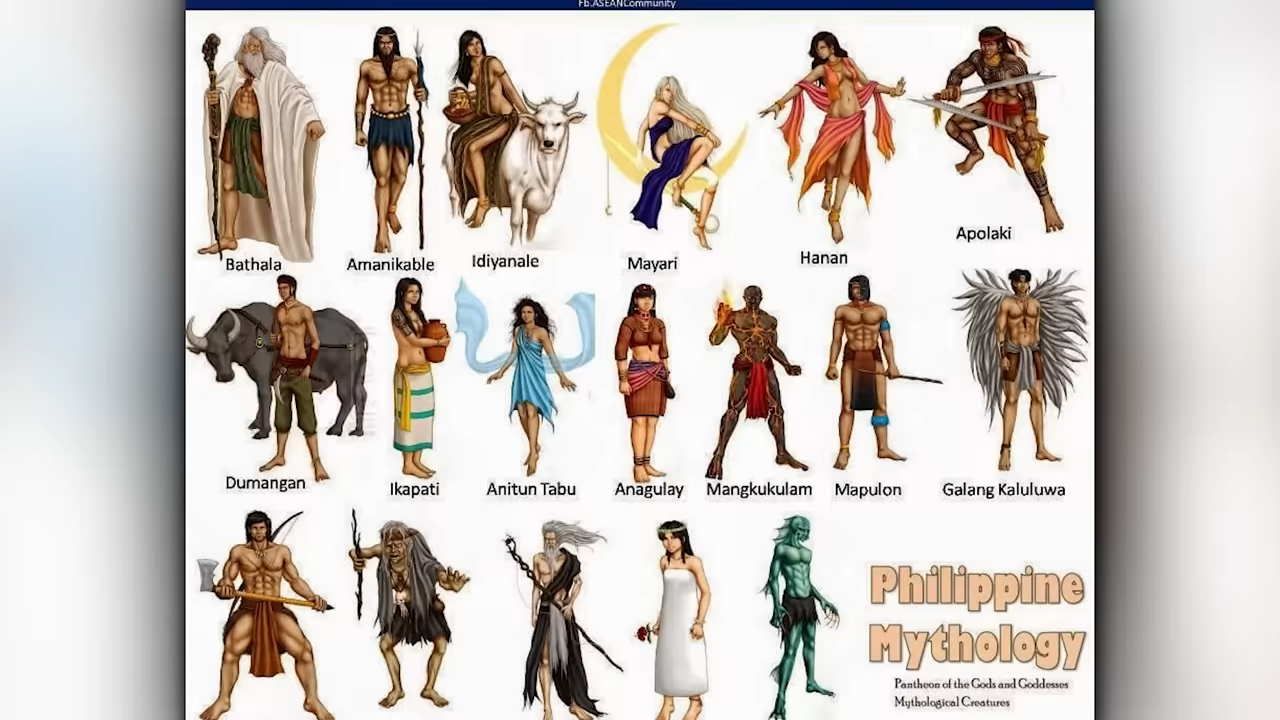 Fb.ASEANCommunity
Bathala
Amanikable
Idiyanale
Mayari
Hanan
Apolaki
Dumangan
Ikapati
Anitun Tabu
Anagulay
Mangkukulam
Mapulon
Galang Kaluluwa
Philippine
Mythology
Pantheon of the Gods and Goddesses
Mythological Creatures